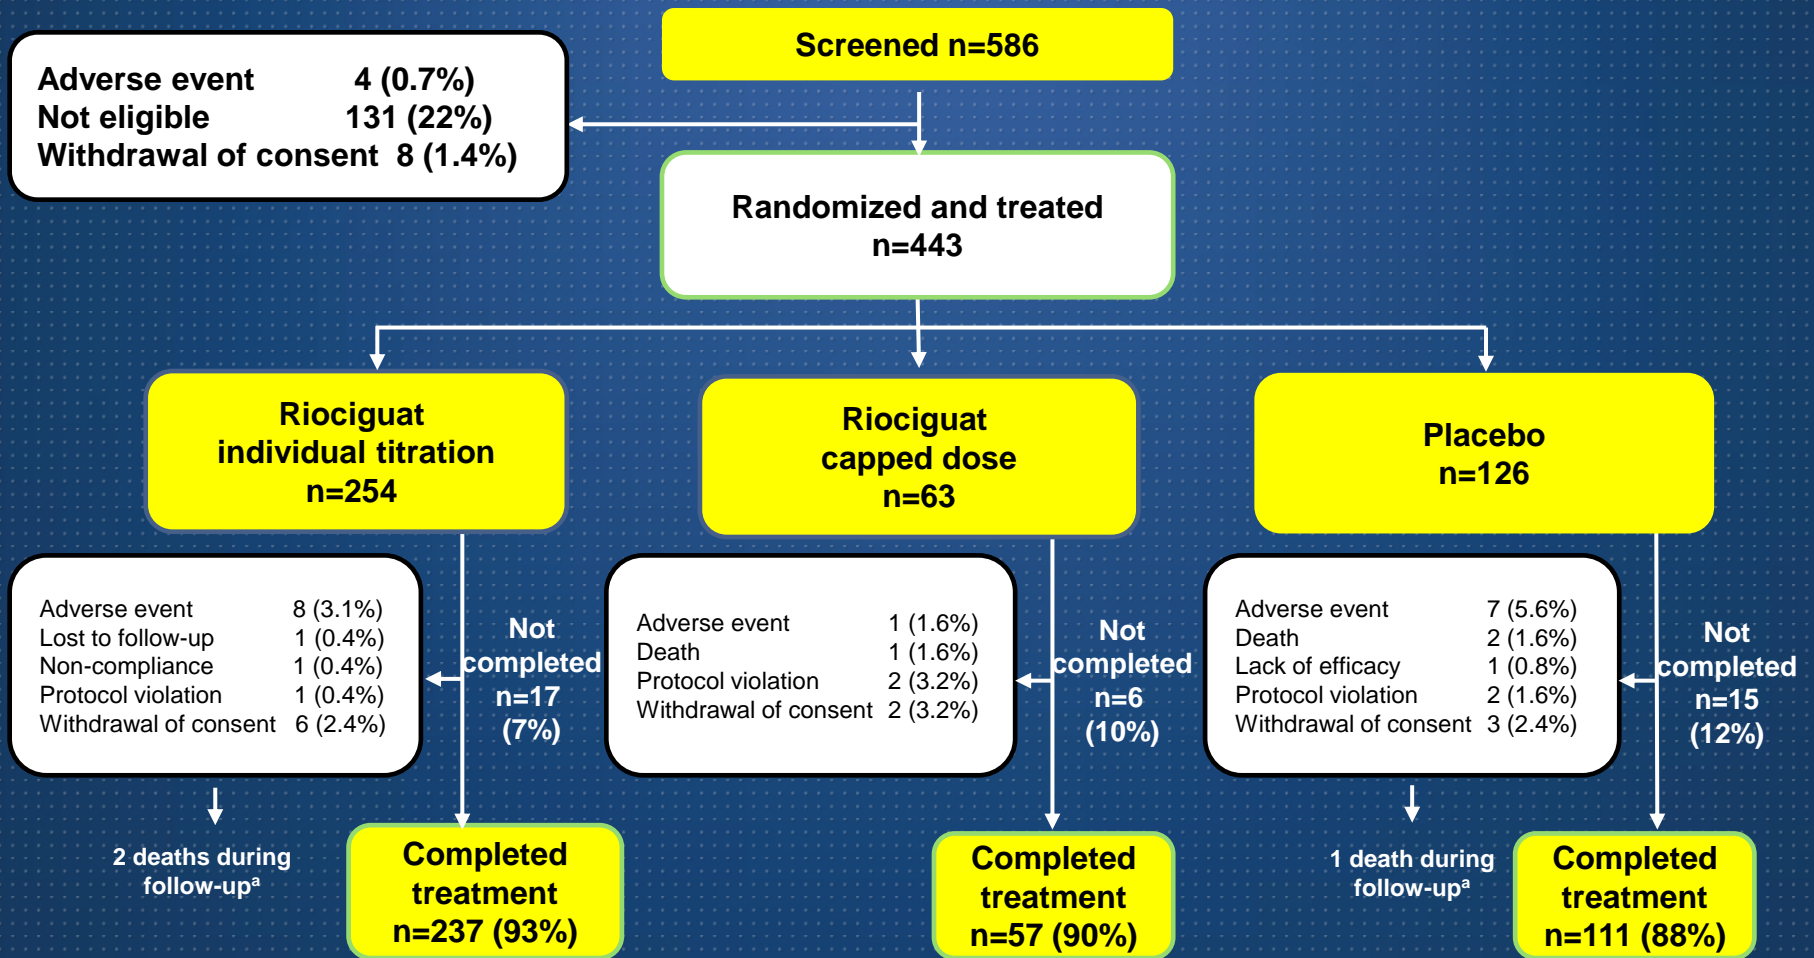 Screened n=586
Adverse event 4 (0.7%)
Not eligible 131 (22%)
Withdrawal of consent 8 (1.4%)
Randomized and treated
n=443
Riociguat
individual titration
n=254
Riociguat
capped dose
n=63
Placebo
n=126
Adverse event 8 (3.1%)
Lost to follow-up 1 (0.4%)
Non-compliance 1 (0.4%)
Protocol violation 1 (0.4%)
Withdrawal of consent 6 (2.4%)
Not
completed
n=17
(7%)
Adverse event 1 (1.6%)
Death 1 (1.6%)
Protocol violation 2 (3.2%)
Withdrawal of consent 2 (3.2%)
Not
completed
n=6
(10%)
Adverse event 7 (5.6%)
Death 2 (1.6%)
Lack of efficacy 1 (0.8%)
Protocol violation 2 (1.6%)
Withdrawal of consent 3 (2.4%)
Not
completed
n=15
(12%)
2 deaths during
follow-upᵃ
Completed
treatment
n=237 (93%)
Completed
treatment
n=57 (90%)
1 death during
follow-upᵃ
Completed
treatment
n=111 (88%)